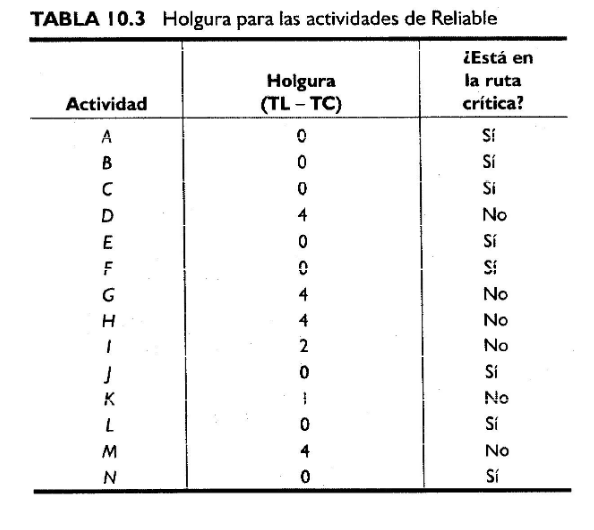 TABLA 10.3 Holgura para las actividades de Reliable
¿Está en
Holgura la ruta
Actividad (TL – TC) crítica?
A 0 Sí
B 0 Sí
C 0 Sí
D 4 No
E 0 Sí
F 0 Sí
G 4 No
H 4 No
I 2 No
J 0 Sí
K 1 No
L 0 Sí
M 4 No
N 0 Sí